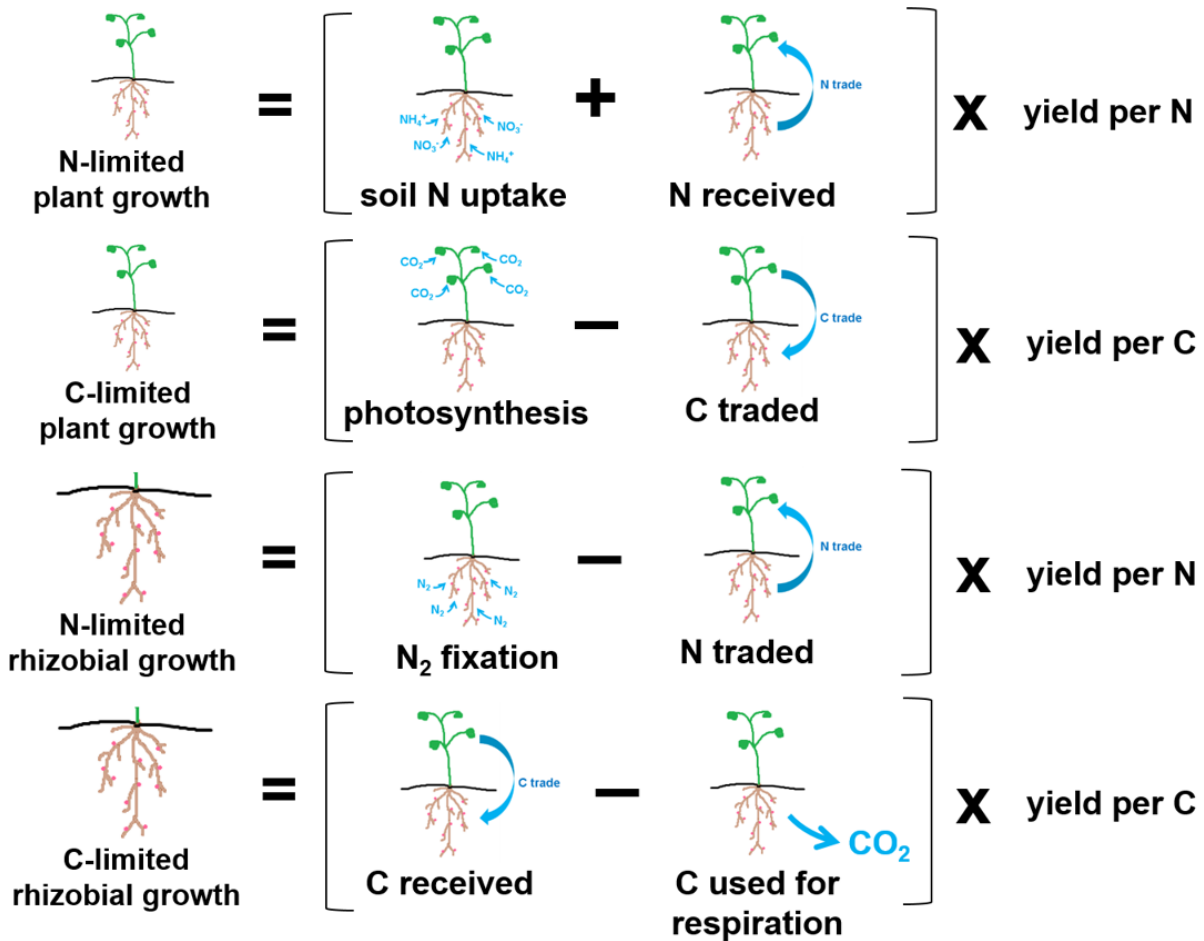 N trade
= + X yield per N
NH₄⁺ NO₃⁻
NO₃⁻ NH₄⁺
N-limited
plant growth
soil N uptake
N received
CO₂ CO₂
CO₂ CO₂
C trade
= − X yield per C
C-limited
plant growth
photosynthesis
C traded
N trade
= − X yield per N
N₂ N₂
N₂ N₂
N-limited
rhizobial growth
N₂ fixation
N traded
C trade
= − X yield per C
CO₂
C-limited
rhizobial growth
C received
C used for
respiration